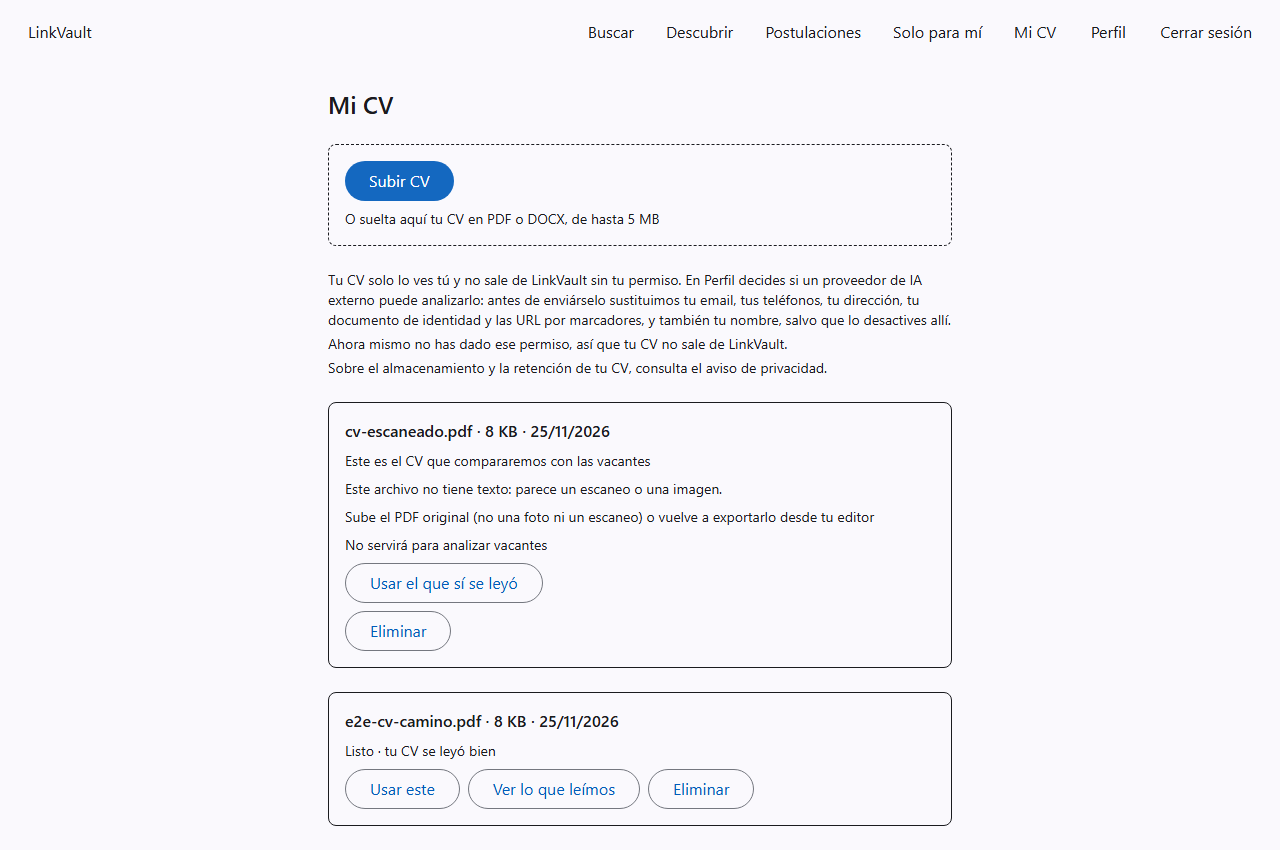 LinkVault
Buscar
Descubrir
Postulaciones
Solo para mí
Mi CV
Perfil
Cerrar sesión
Mi CV
Subir CV
O suelta aquí tu CV en PDF o DOCX, de hasta 5 MB
Tu CV solo lo ves tú y no sale de LinkVault sin tu permiso. En Perfil decides si un proveedor de IA
externo puede analizarlo: antes de enviárselo sustituimos tu email, tus teléfonos, tu dirección, tu
documento de identidad y las URL por marcadores, y también tu nombre, salvo que lo desactives allí.
Ahora mismo no has dado ese permiso, así que tu CV no sale de LinkVault.
Sobre el almacenamiento y la retención de tu CV, consulta el aviso de privacidad.
cv-escaneado.pdf · 8 KB · 25/11/2026
Este es el CV que compararemos con las vacantes
Este archivo no tiene texto: parece un escaneo o una imagen.
Sube el PDF original (no una foto ni un escaneo) o vuelve a exportarlo desde tu editor
No servirá para analizar vacantes
Usar el que sí se leyó
Eliminar
e2e-cv-camino.pdf · 8 KB · 25/11/2026
Listo · tu CV se leyó bien
Usar este
Ver lo que leímos
Eliminar